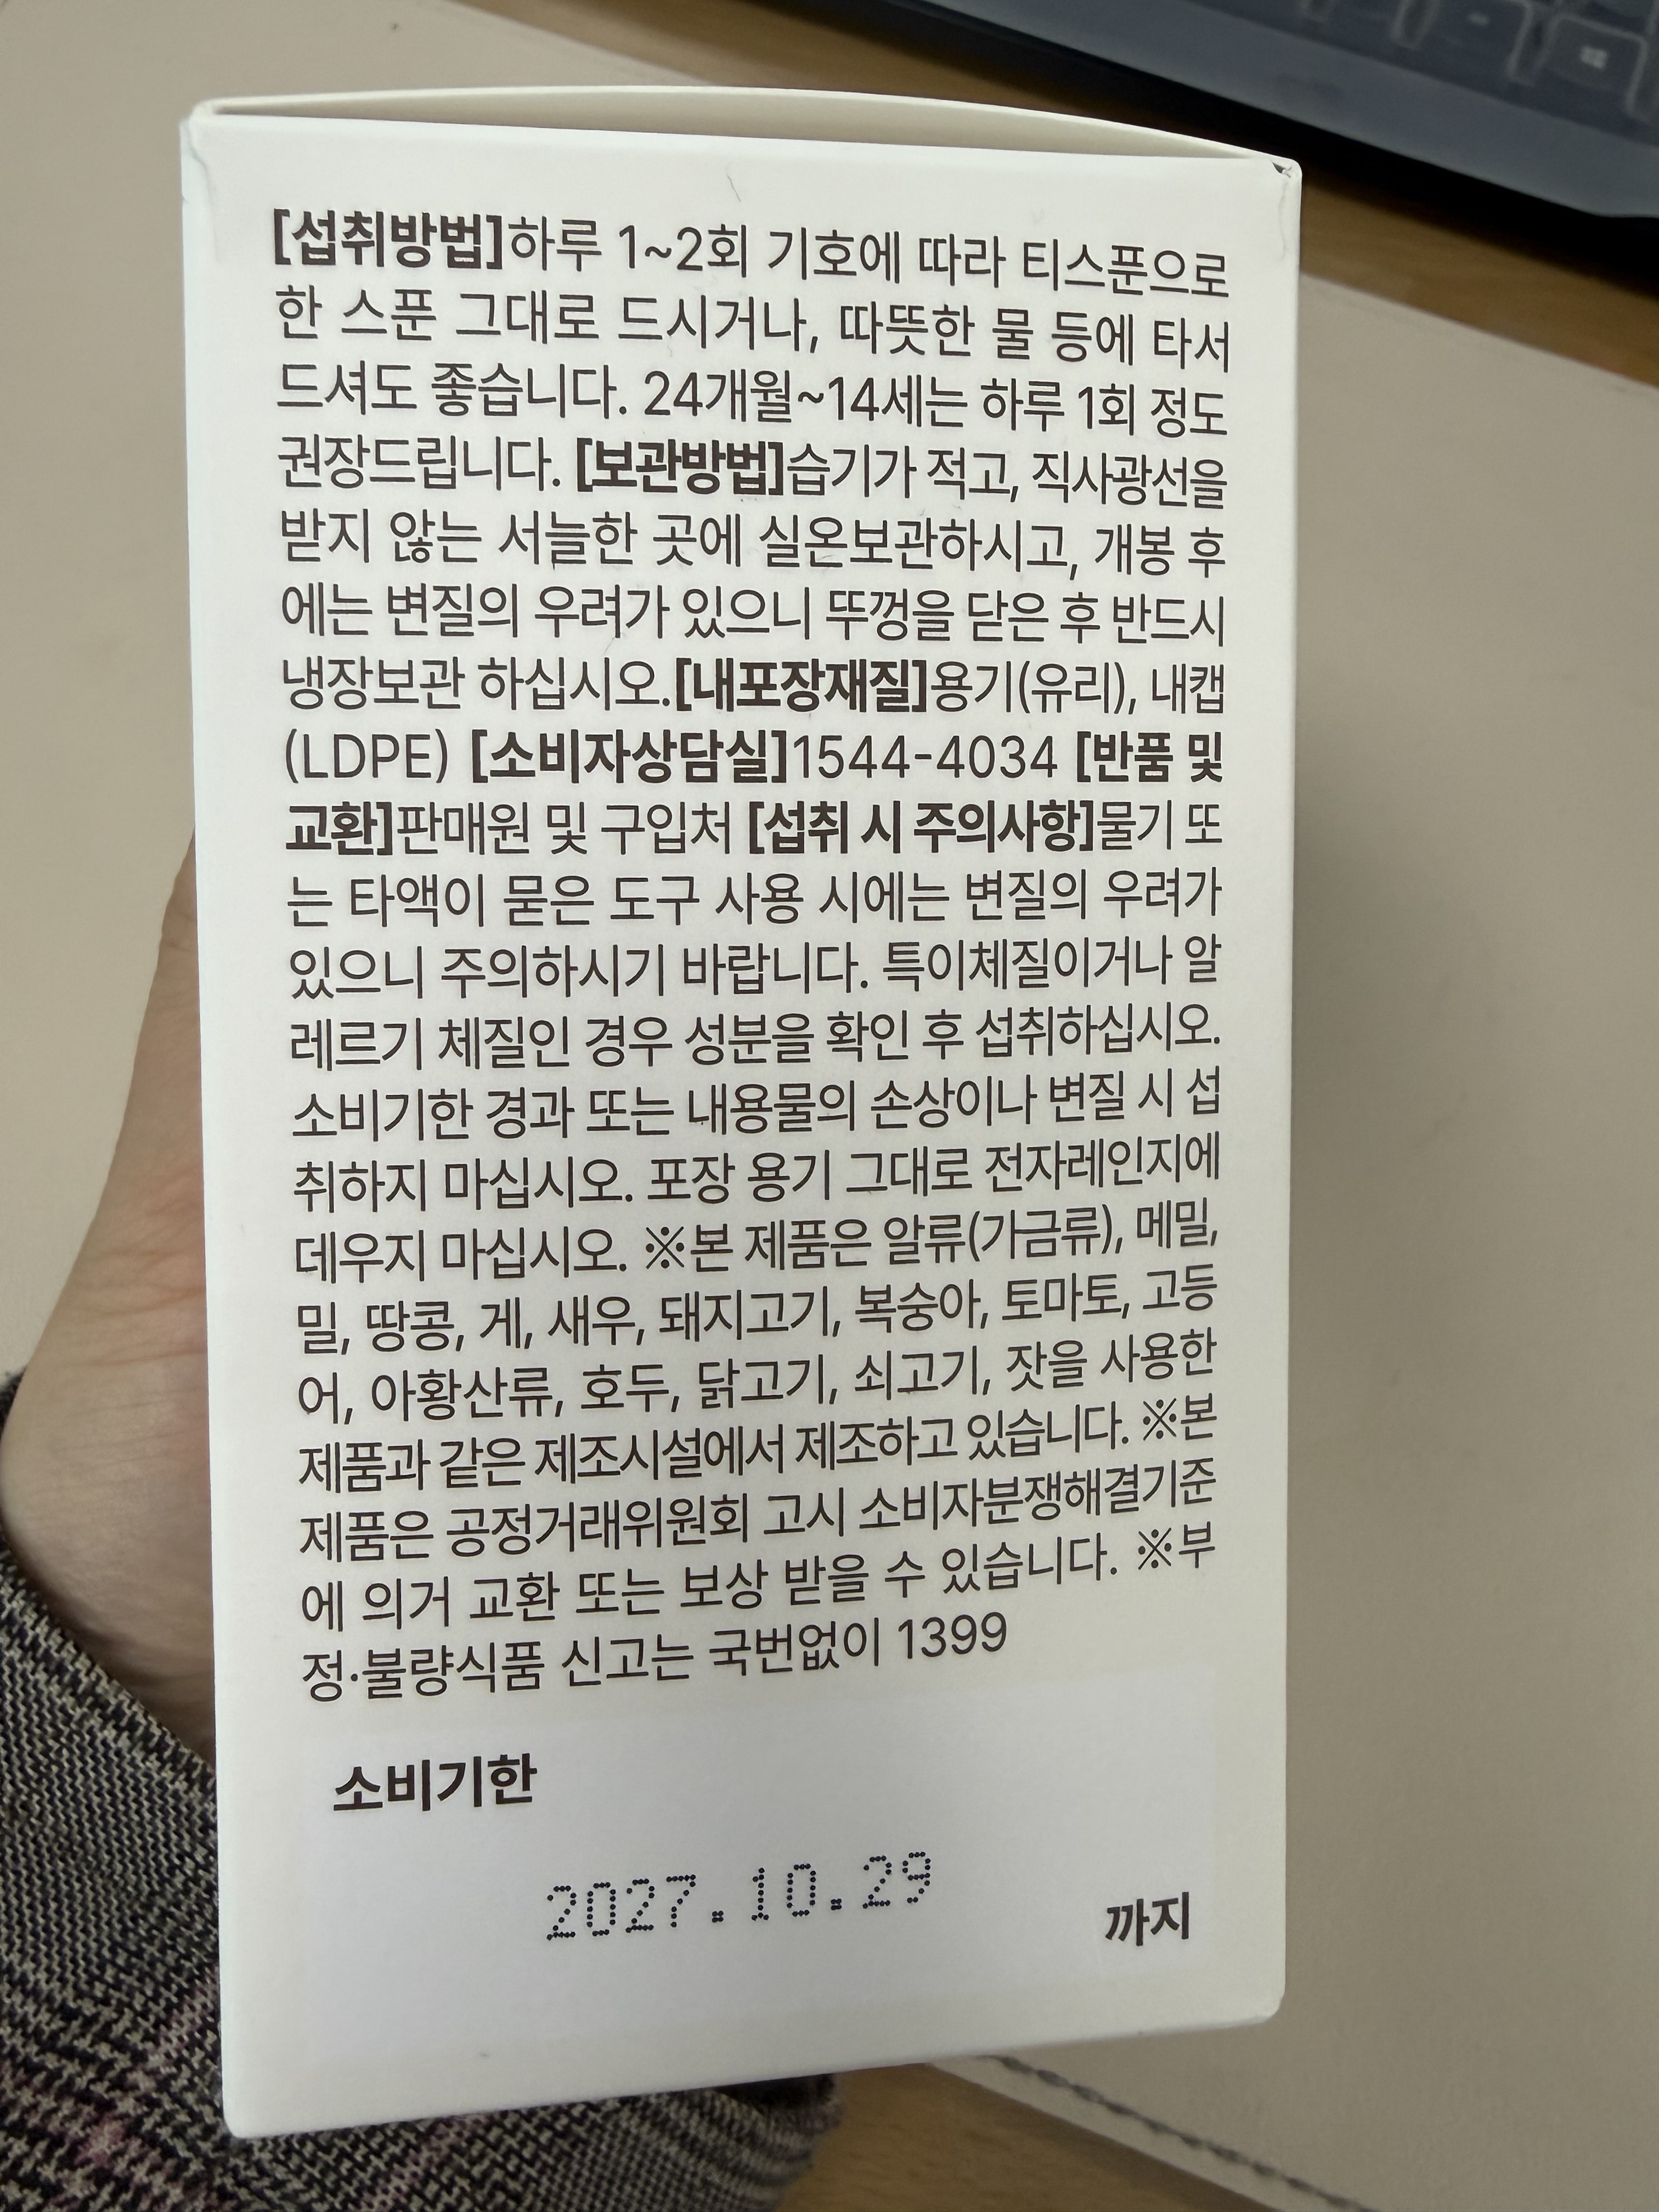 [섭취방법]하루 1~2회 기호에 따라 티스푼으로
한 스푼 그대로 드시거나, 따뜻한 물 등에 타서
드셔도 좋습니다. 24개월~14세는 하루 1회 정도
권장드립니다. [보관방법]습기가 적고, 직사광선을
받지 않는 서늘한 곳에 실온보관하시고, 개봉 후
에는 변질의 우려가 있으니 뚜껑을 닫은 후 반드시
냉장보관 하십시오.[내포장재질]용기(유리), 내캡
(LDPE) [소비자상담실]1544-4034 [반품 및
교환]판매원 및 구입처 [섭취 시 주의사항]물기 또
는 타액이 묻은 도구 사용 시에는 변질의 우려가
있으니 주의하시기 바랍니다. 특이체질이거나 알
레르기 체질인 경우 성분을 확인 후 섭취하십시오.
소비기한 경과 또는 내용물의 손상이나 변질 시 섭
취하지 마십시오. 포장 용기 그대로 전자레인지에
데우지 마십시오. ※본 제품은 알류(가금류), 메밀,
밀, 땅콩, 게, 새우, 돼지고기, 복숭아, 토마토, 고등
어, 아황산류, 호두, 닭고기, 쇠고기, 잣을 사용한
제품과 같은 제조시설에서 제조하고 있습니다. ※본
제품은 공정거래위원회 고시 소비자분쟁해결기준
에 의거 교환 또는 보상 받을 수 있습니다. ※부
정·불량식품 신고는 국번없이 1399
소비기한
2027.10.29
까지